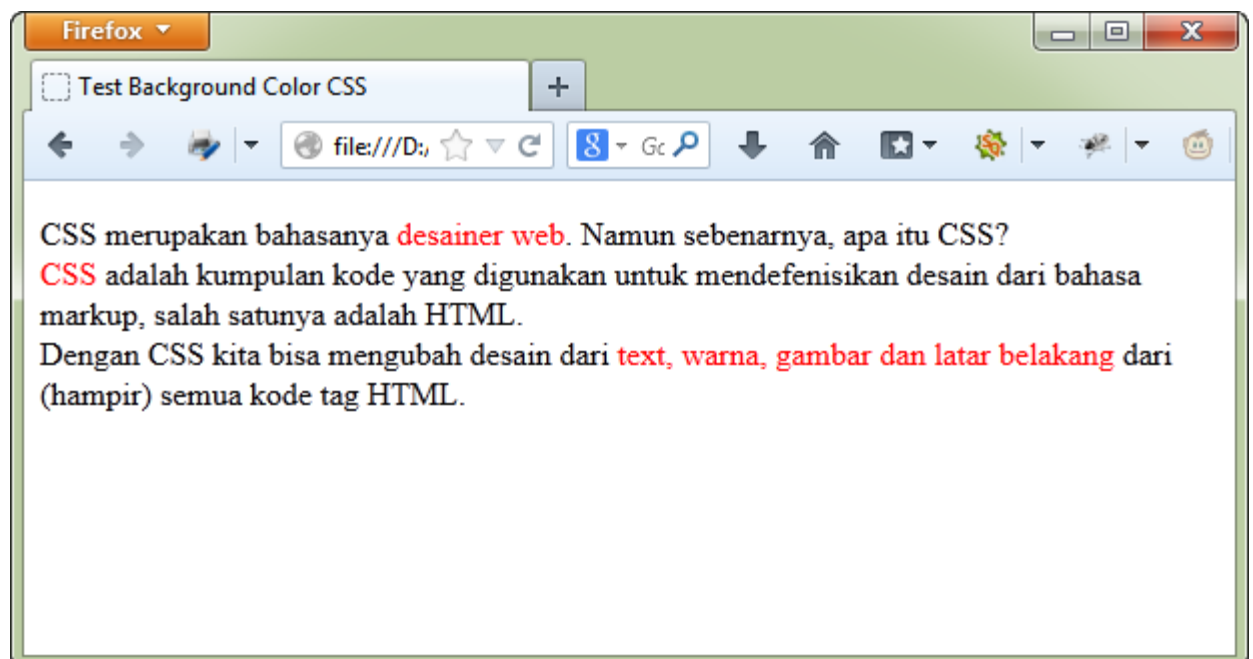 Firefox
Test Background Color CSS
file:///D:/
8 Gc
CSS merupakan bahasanya desainer web. Namun sebenarnya, apa itu CSS?
CSS adalah kumpulan kode yang digunakan untuk mendefenisikan desain dari bahasa
markup, salah satunya adalah HTML.
Dengan CSS kita bisa mengubah desain dari text, warna, gambar dan latar belakang dari
(hampir) semua kode tag HTML.